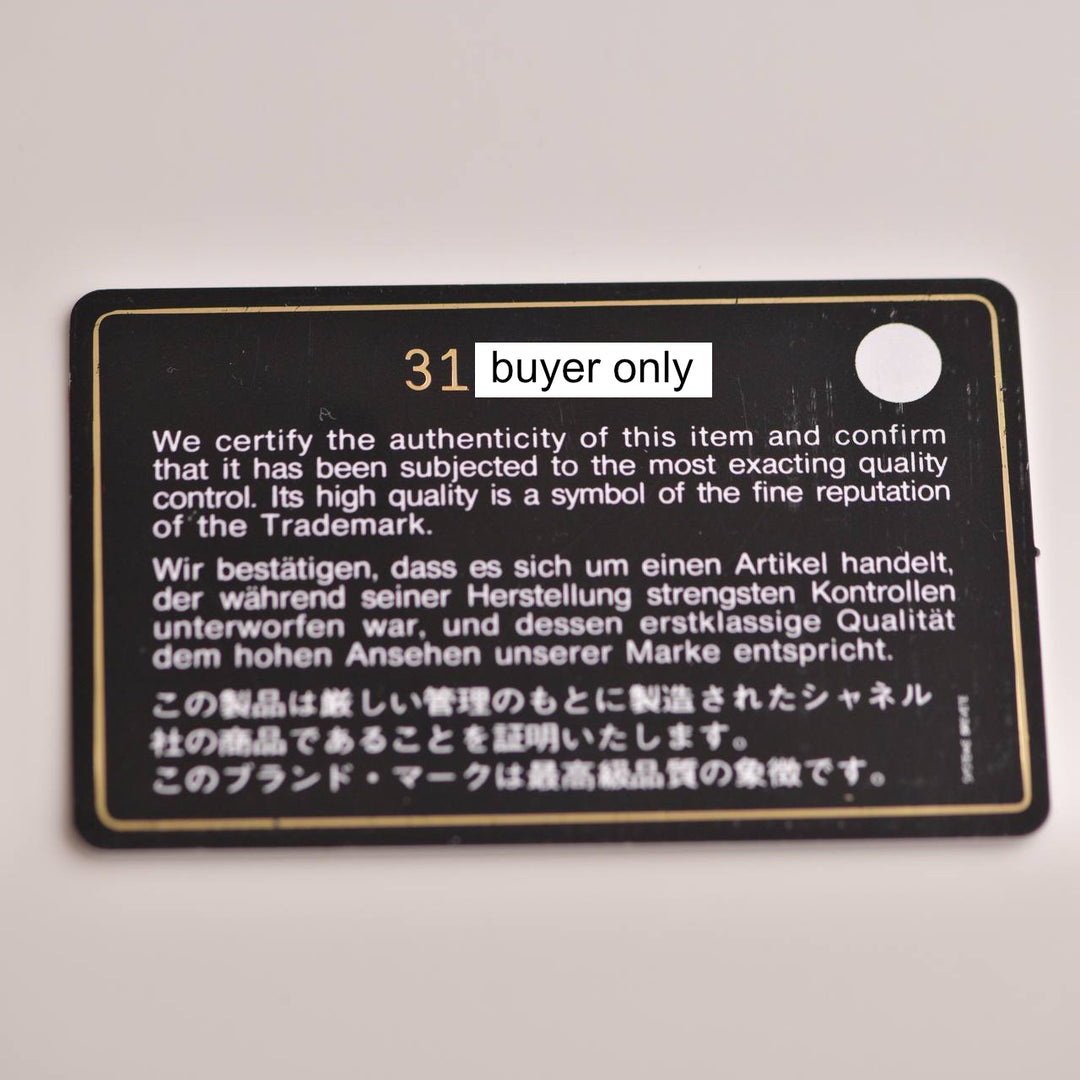 31 buyer only
We certify the authenticity of this item and confirm
that it has been subjected to the most exacting quality
control. Its high quality is a symbol of the fine reputation
of the Trademark.
Wir bestätigen, dass es sich um einen Artikel handelt,
der während seiner Herstellung strengsten Kontrollen
unterworfen war, und dessen erstklassige Qualität
dem hohen Ansehen unserer Marke entspricht.
この製品は厳しい管理のもとに製造されたシャネル
社の商品であることを証明いたします。
このブランド・マークは最高級品質の象徴です。